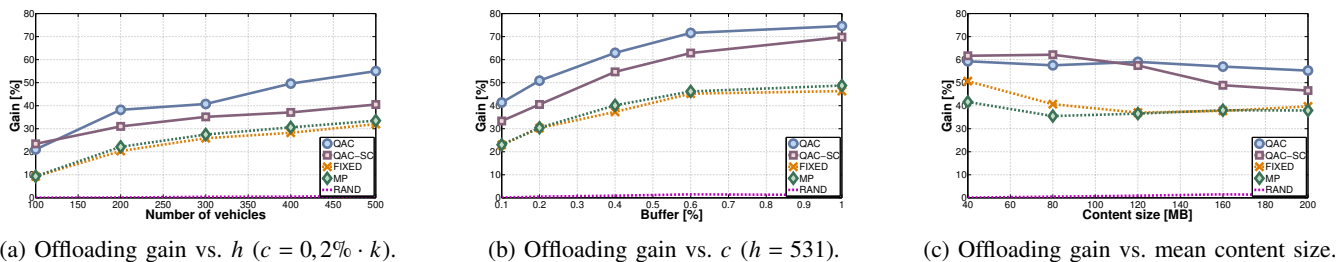 80
70
60
50
40
30
20
10
0
Gain [%]
100 150 200 250 300 350 400 450 500
Number of vehicles
QAC
QAC−SC
FIXED
MP
RAND
(a) Offloading gain vs. h (c = 0,2% · k).
80
70
60
50
40
30
20
10
0
Gain [%]
0.1 0.2 0.3 0.4 0.5 0.6 0.7 0.8 0.9 1
Buffer [%]
QAC
QAC−SC
FIXED
MP
RAND
(b) Offloading gain vs. c (h = 531).
80
70
60
50
40
30
20
10
0
Gain [%]
40 60 80 100 120 140 160 180 200
Content size [MB]
QAC
QAC−SC
FIXED
MP
RAND
(c) Offloading gain vs. mean content size.